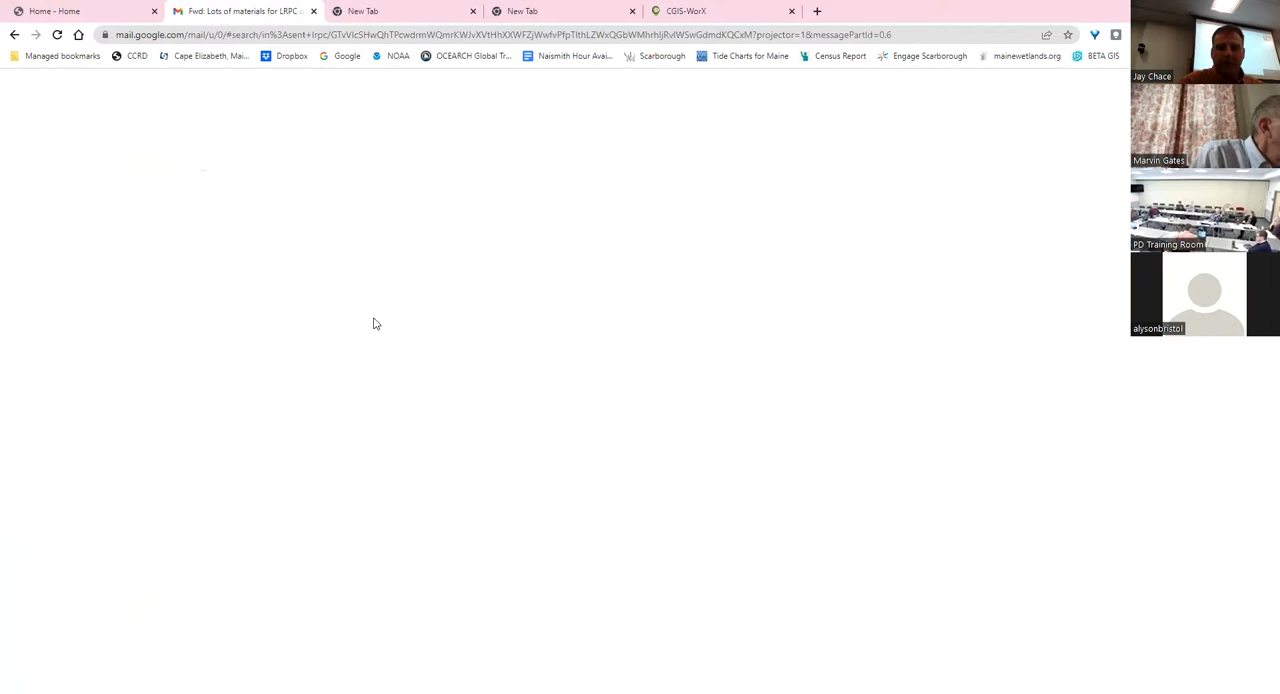 Home - Home
Fwd: Lots of materials for LRPC o
New Tab
New Tab
CGIS-WorX
mail.google.com/mail/u/0/#search/in%3Asent+lrpc/GTvVlcSHwQhTPcwdrmWQmrKWJvXVtHhXXWFZjWwfvPfpTlthLZWxQGbWMhrhljRvlWSwGdmdKQCxM?projector=1&messagePartId=0.6
Managed bookmarks
CCRD
Cape Elizabeth, Mai...
Dropbox
Google
NOAA
OCEARCH Global Tr...
Naismith Hour Avai...
Scarborough
Tide Charts for Maine
Census Report
Engage Scarborough
mainewetlands.org
BETA GIS
Jay Chace
Marvin Gates
PD Training Room
alysonbristol